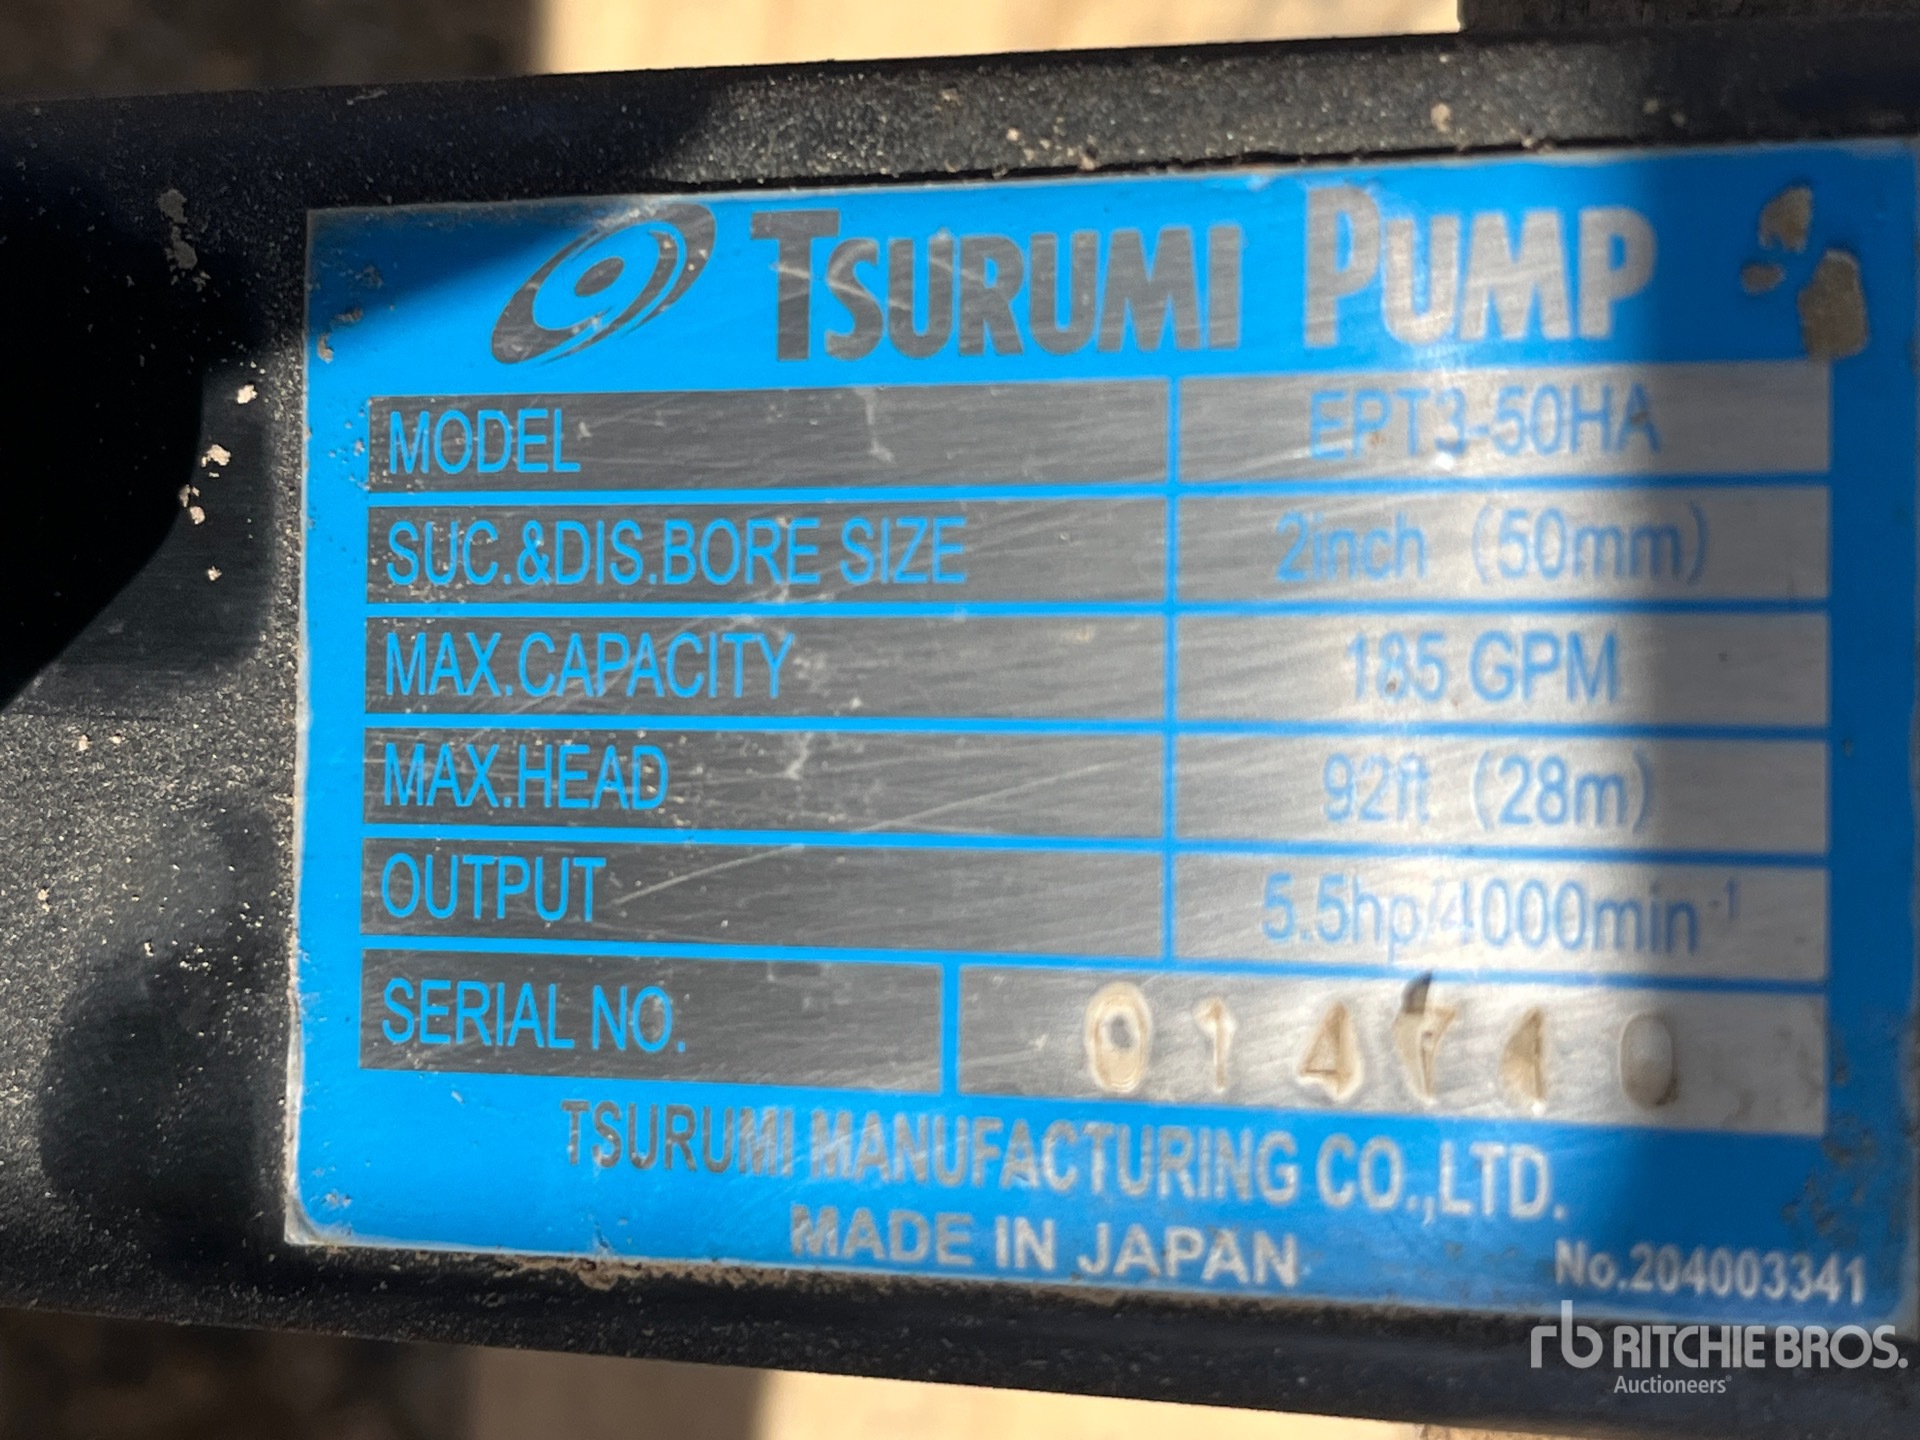 TSURUMI PUMP
MODEL EPT3-50HA
SUC.&DIS.BORE SIZE 2inch (50mm)
MAX.CAPACITY 185 GPM
MAX.HEAD 92ft (28m)
OUTPUT 5.5hp/4000min⁻¹
SERIAL NO.
TSURUMI MANUFACTURING CO.,LTD.
MADE IN JAPAN
No.204003341
rb RITCHIE BROS.
Auctioneers